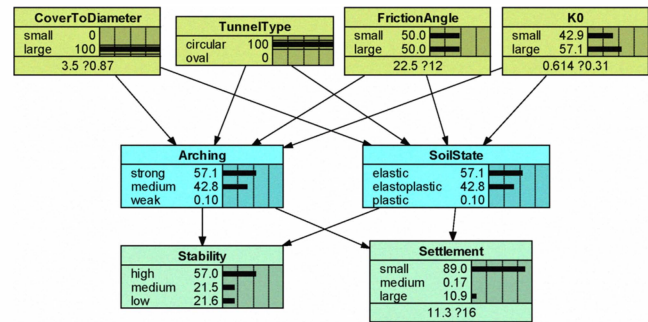 CoverToDiameter
small 0
large 100
3.5 ?0.87
TunnelType
circular 100
oval 0
FrictionAngle
small 50.0
large 50.0
22.5 ?12
K0
small 42.9
large 57.1
0.614 ?0.31
Arching
strong 57.1
medium 42.8
weak 0.10
SoilState
elastic 57.1
elastoplastic 42.8
plastic 0.10
Stability
high 57.0
medium 21.5
low 21.6
Settlement
small 89.0
medium 0.17
large 10.9
11.3 ?16